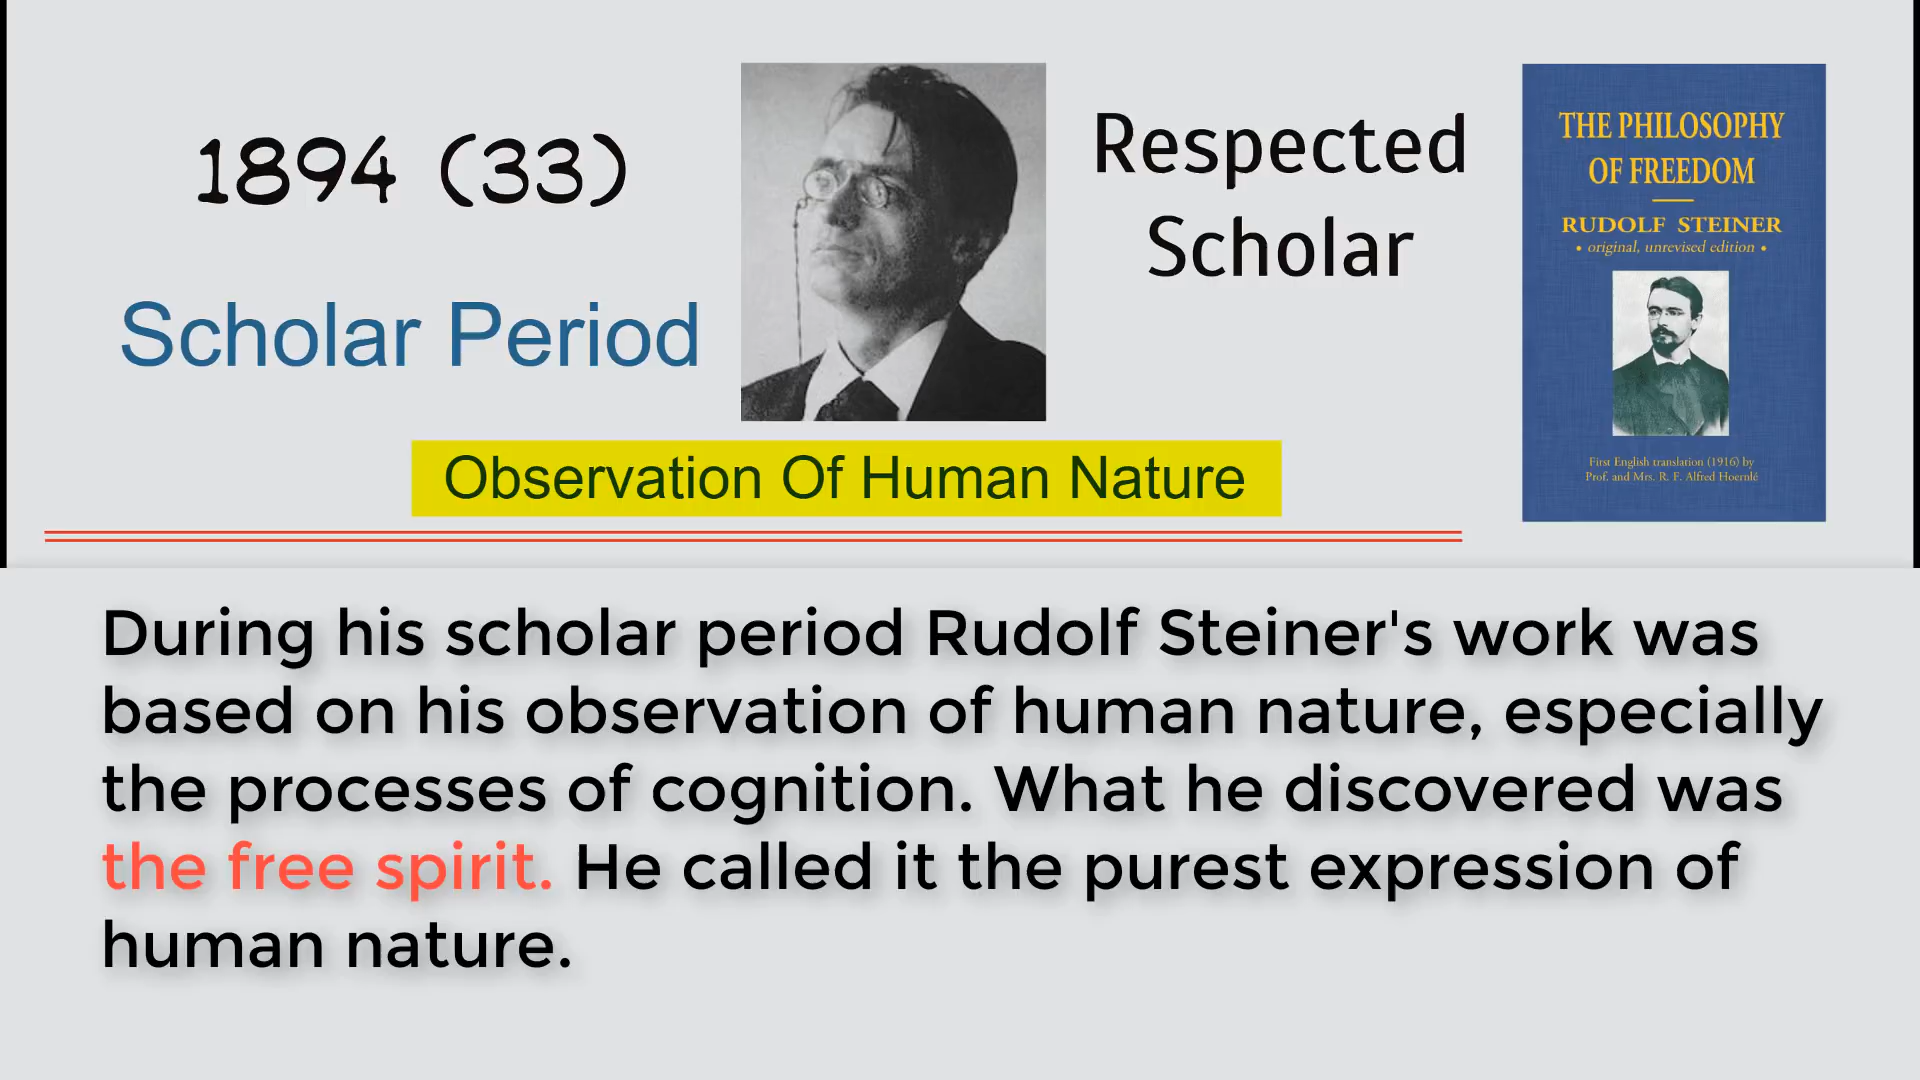 1894 (33)
Scholar Period
Respected
Scholar
Observation Of Human Nature
THE PHILOSOPHY
OF FREEDOM
RUDOLF STEINER
• original, unrevised edition •
First English translation (1916) by
Prof. and Mrs. R. F. Alfred Hoernlé
During his scholar period Rudolf Steiner's work was
based on his observation of human nature, especially
the processes of cognition. What he discovered was
the free spirit. He called it the purest expression of
human nature.